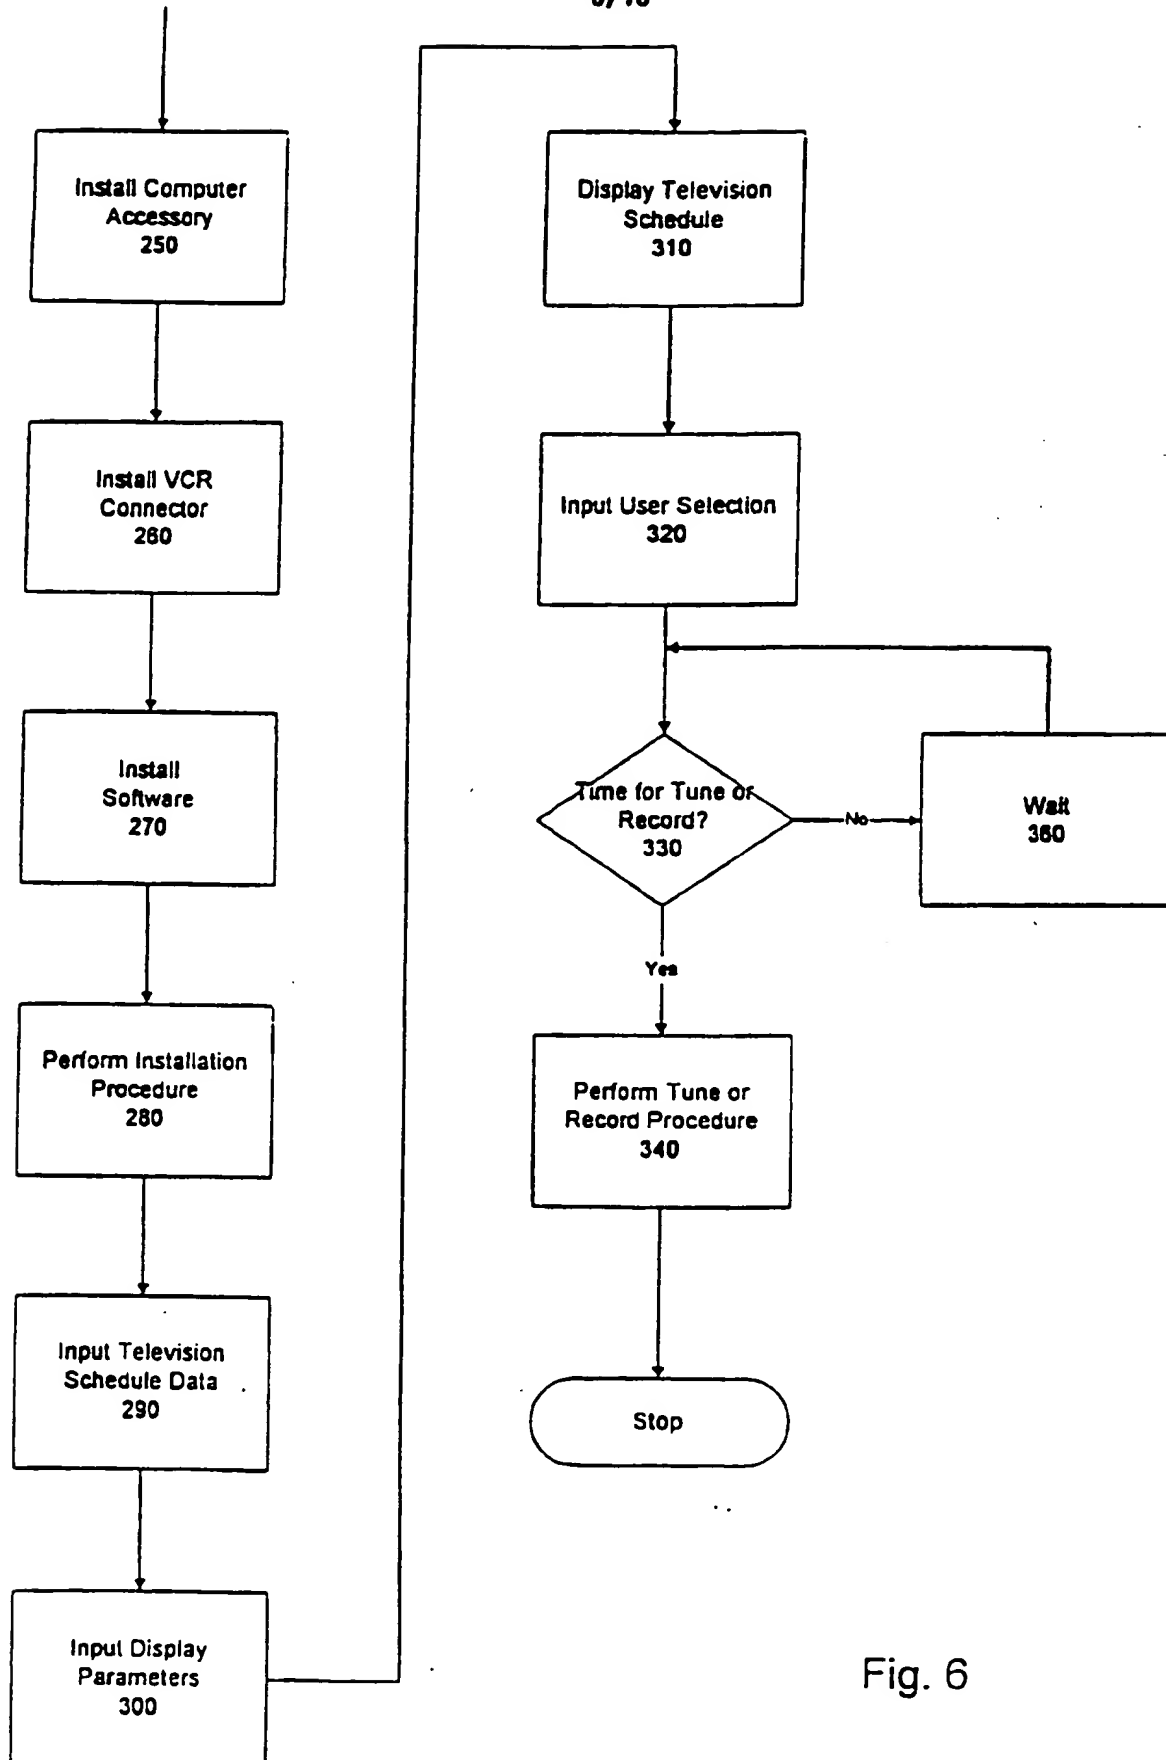 Install Computer
Accessory
250
Install VCR
Connector
260
Install
Software
270
Perform Installation
Procedure
280
Input Television
Schedule Data
290
Input Display
Parameters
300
Display Television
Schedule
310
Input User Selection
320
Time for Tune or
Record?
330
No
Wait
360
Yes
Perform Tune or
Record Procedure
340
Stop
Fig. 6